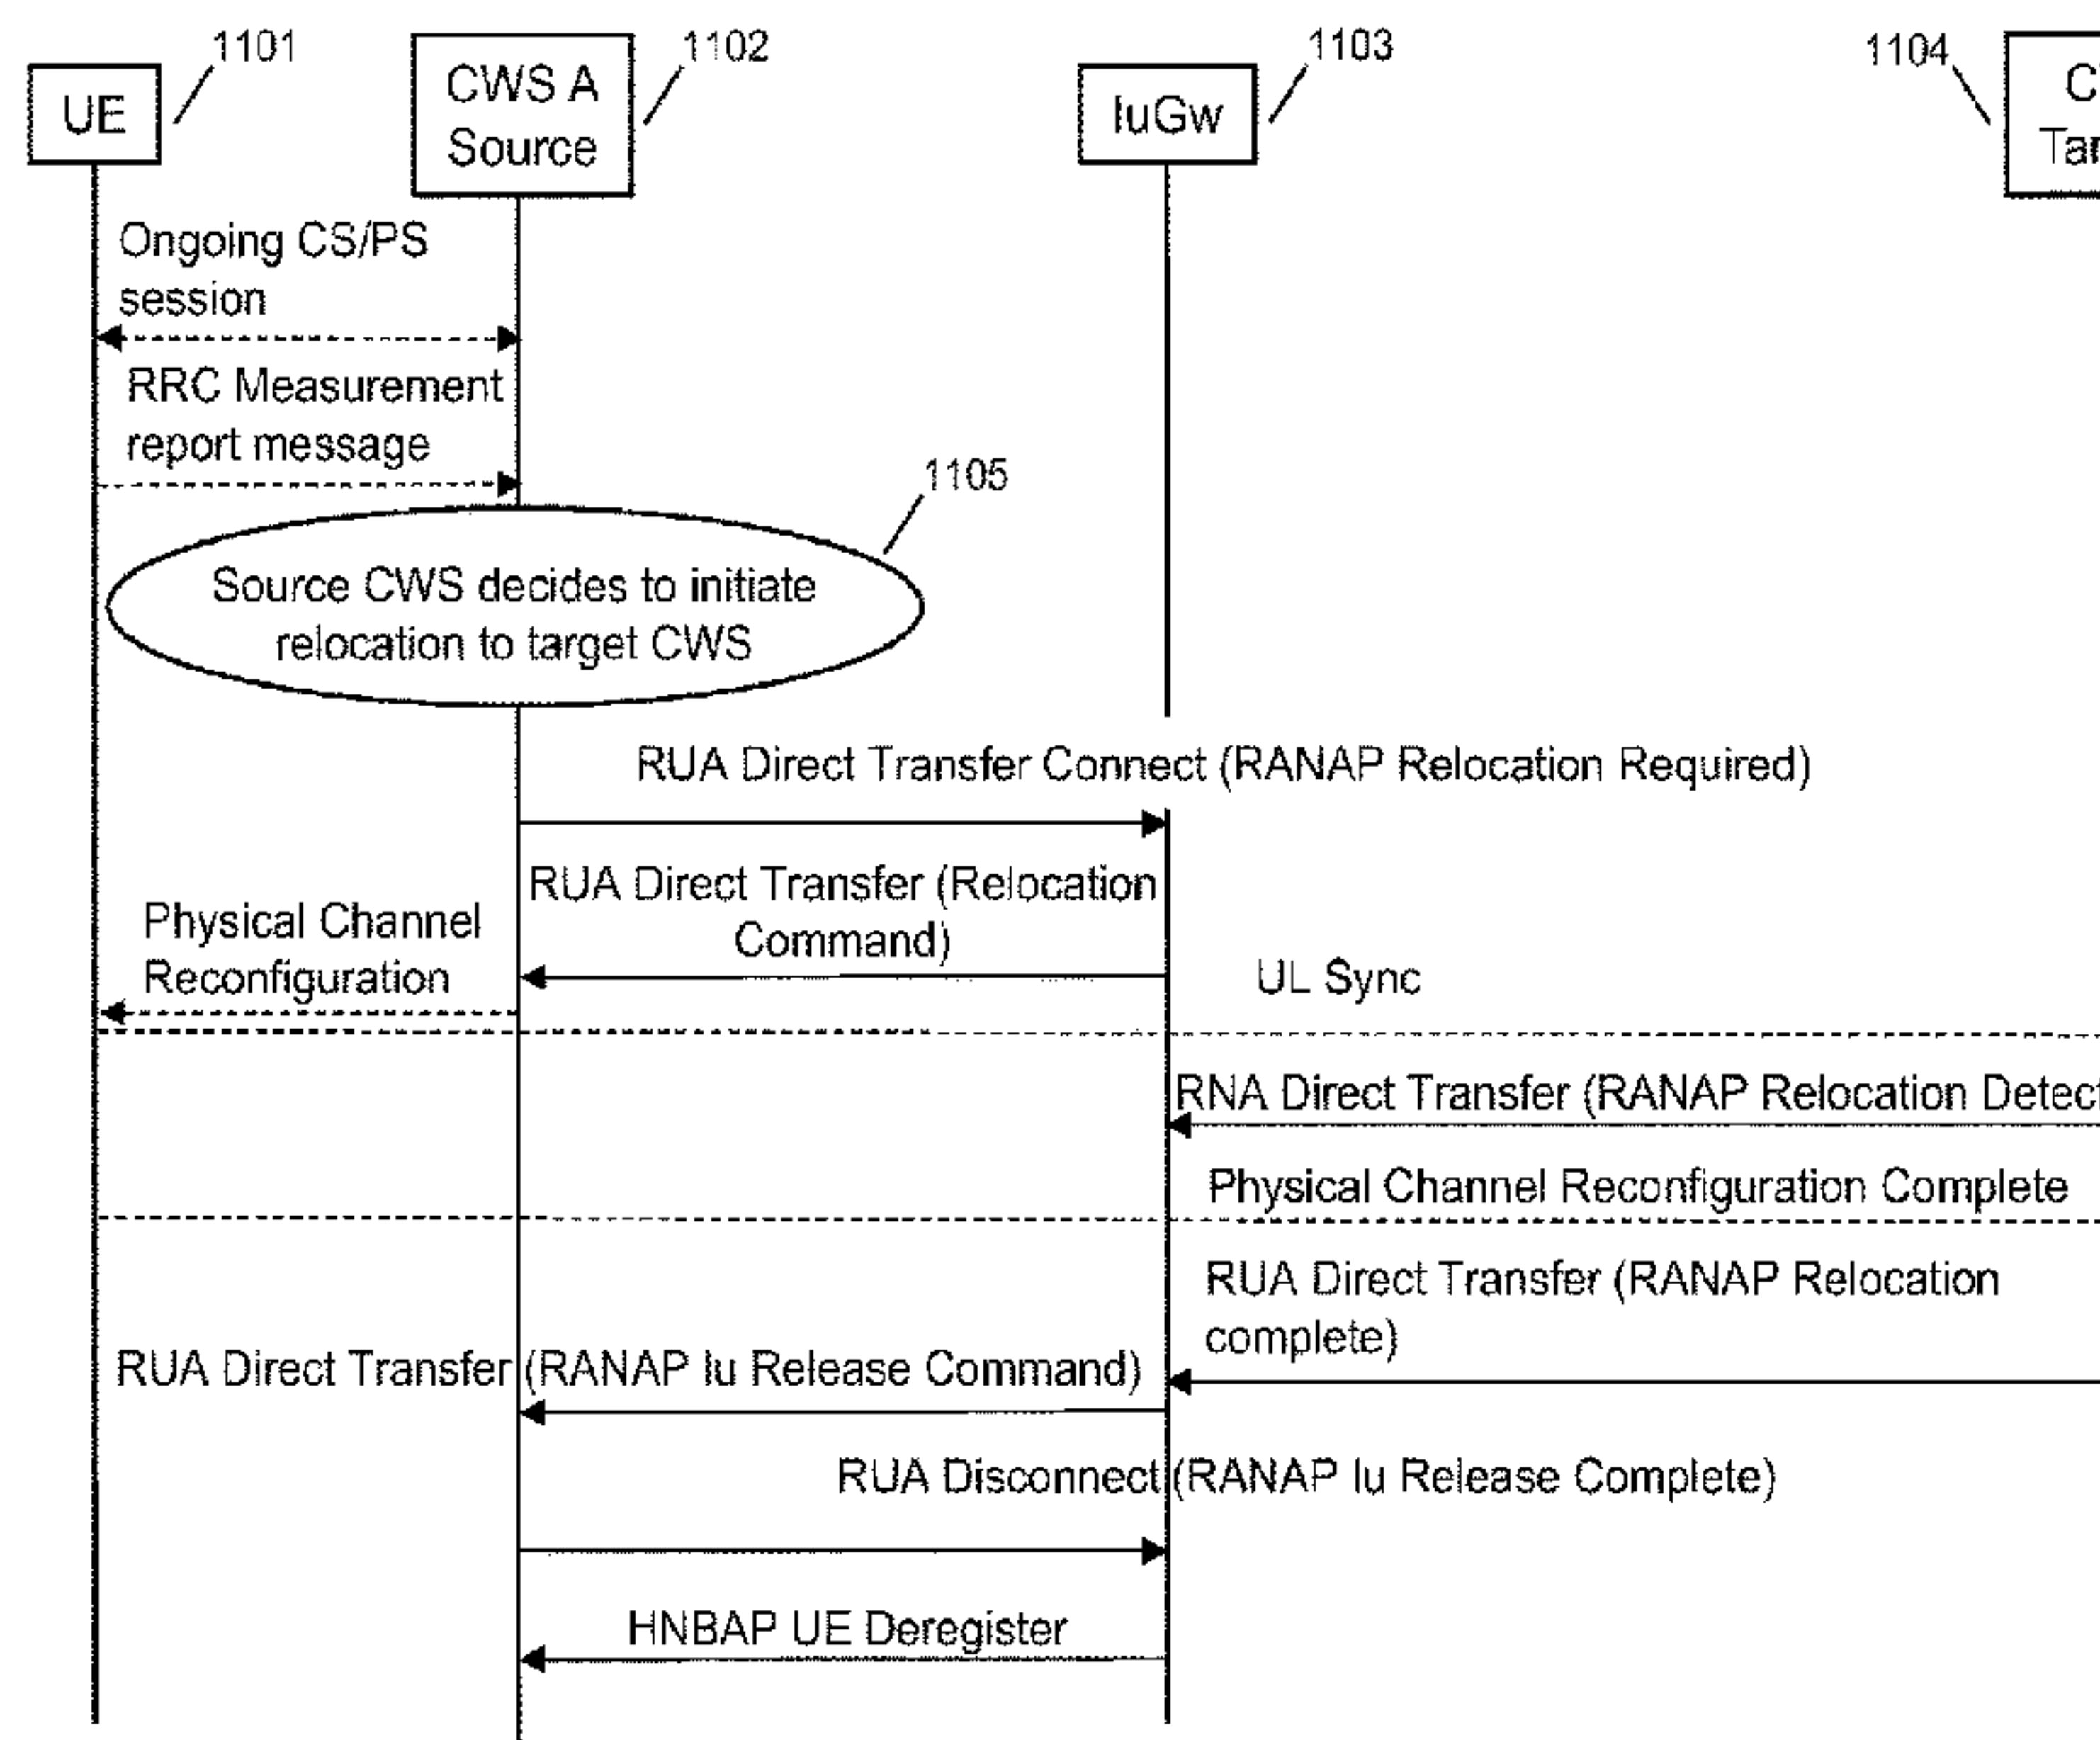 1101
1102
1103
1104
UE
CWS A
Source
IuGw
Ongoing CS/PS
session
RRC Measurement
report message
1105
Source CWS decides to initiate
relocation to target CWS
RUA Direct Transfer Connect (RANAP Relocation Required)
RUA Direct Transfer (Relocation
Command)
Physical Channel
Reconfiguration
UL Sync
RNA Direct Transfer (RANAP Relocation Detect
Physical Channel Reconfiguration Complete
RUA Direct Transfer (RANAP Relocation
complete)
RUA Direct Transfer (RANAP Iu Release Command)
RUA Disconnect (RANAP Iu Release Complete)
HNBAP UE Deregister